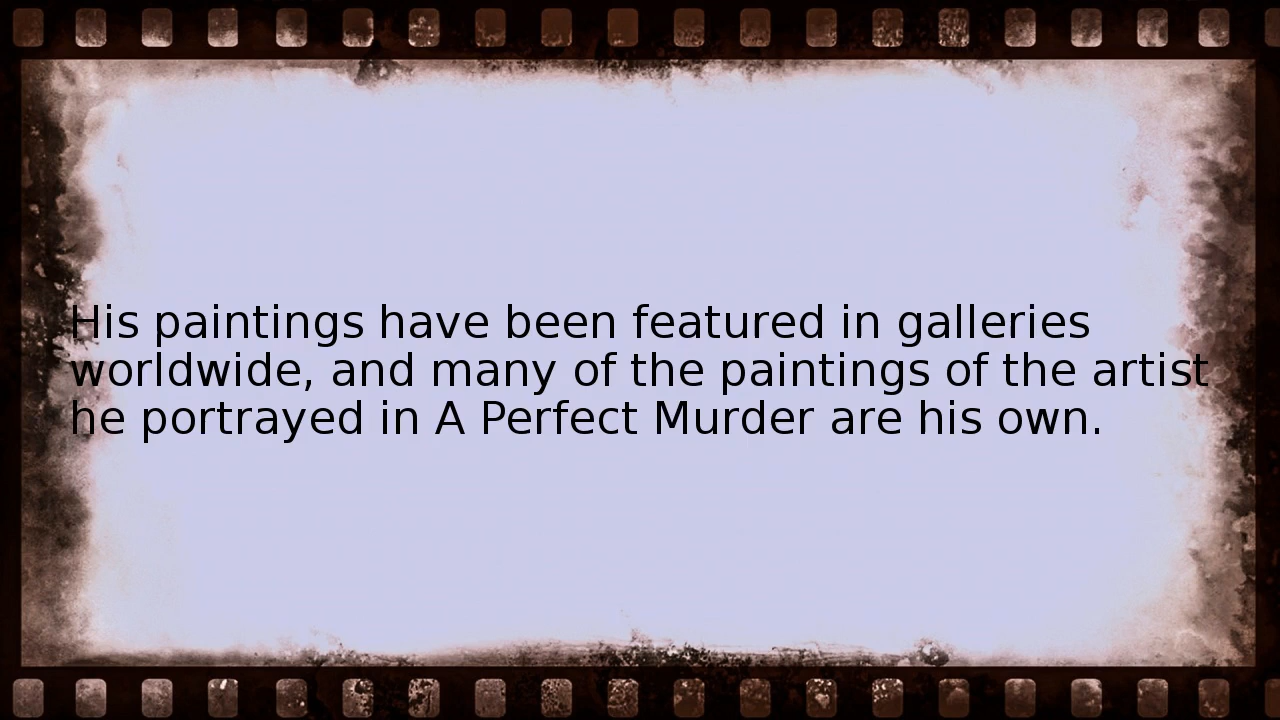 His paintings have been featured in galleries
worldwide, and many of the paintings of the artist
he portrayed in A Perfect Murder are his own.